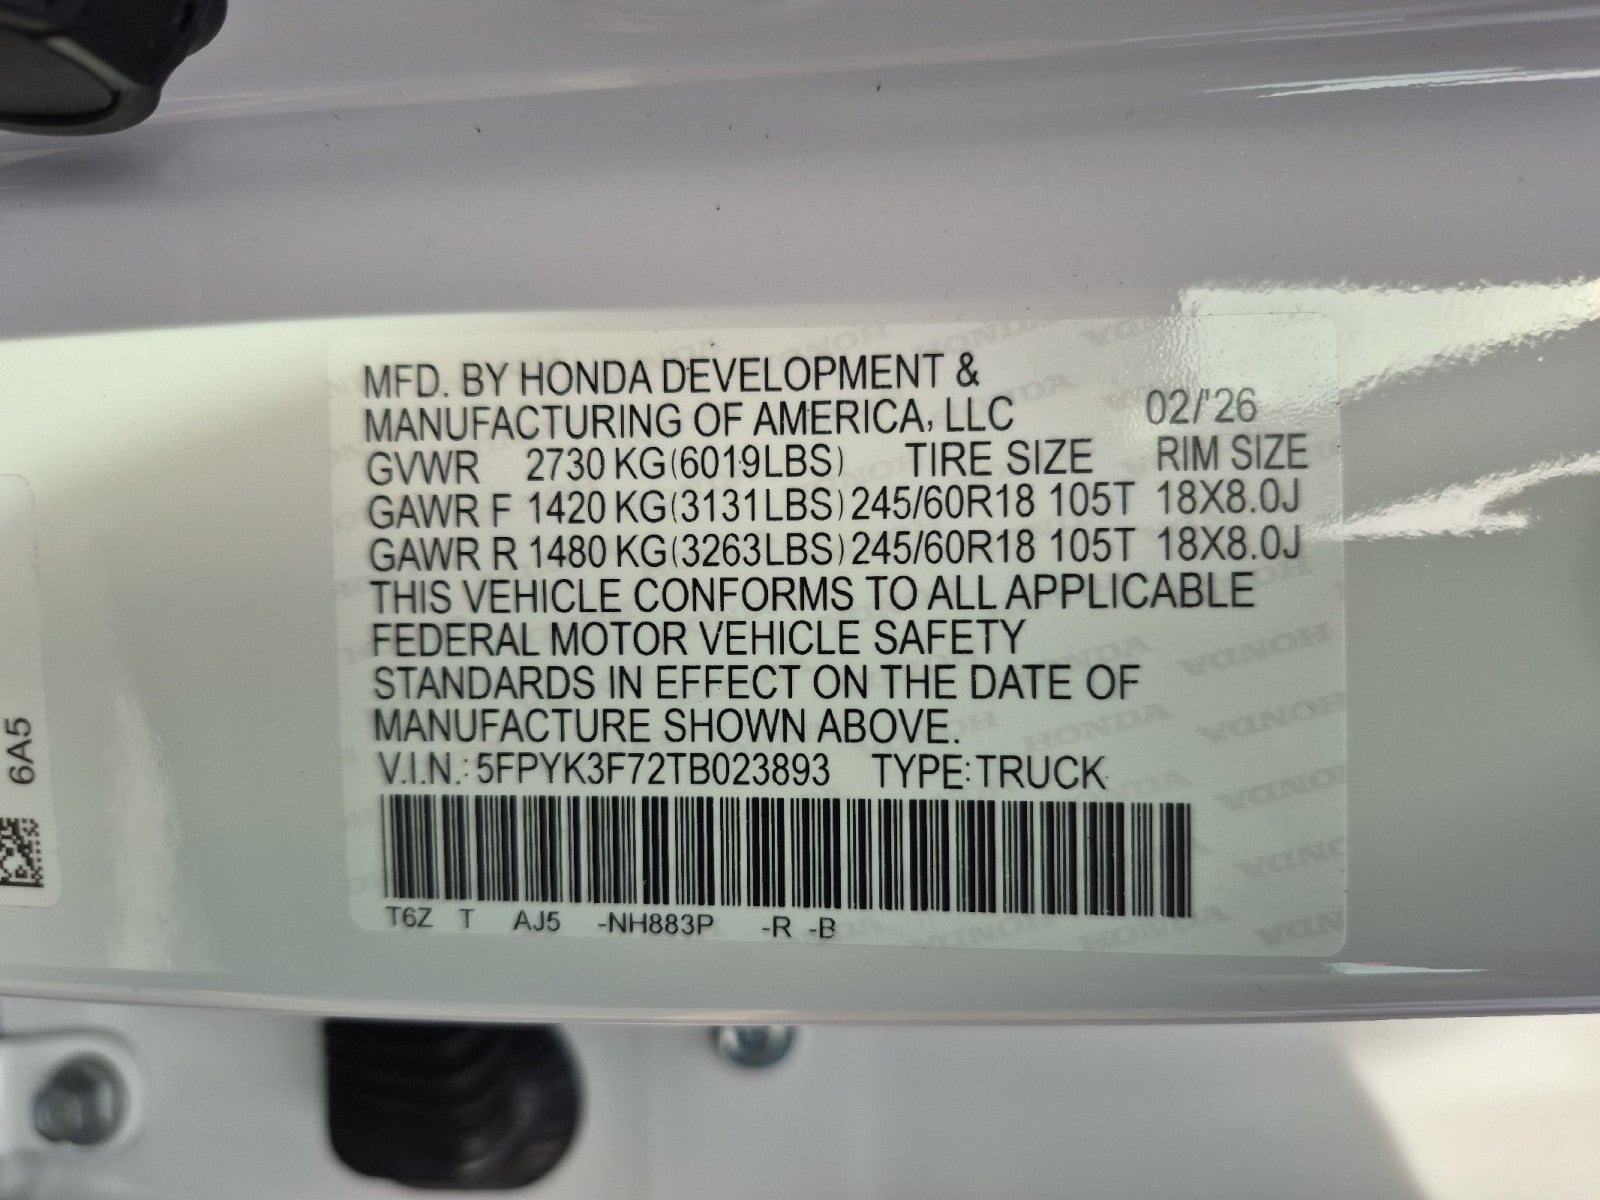 MFD. BY HONDA DEVELOPMENT &
MANUFACTURING OF AMERICA, LLC 02/'26
GVWR 2730 KG(6019LBS) TIRE SIZE RIM SIZE
GAWR F 1420 KG(3131LBS) 245/60R18 105T 18X8.0J
GAWR R 1480 KG(3263LBS) 245/60R18 105T 18X8.0J
THIS VEHICLE CONFORMS TO ALL APPLICABLE
FEDERAL MOTOR VEHICLE SAFETY
STANDARDS IN EFFECT ON THE DATE OF
MANUFACTURE SHOWN ABOVE.
V.I.N.: 5FPYK3F72TB023893 TYPE: TRUCK
T6Z T AJ5 -NH883P -R -B
6A5